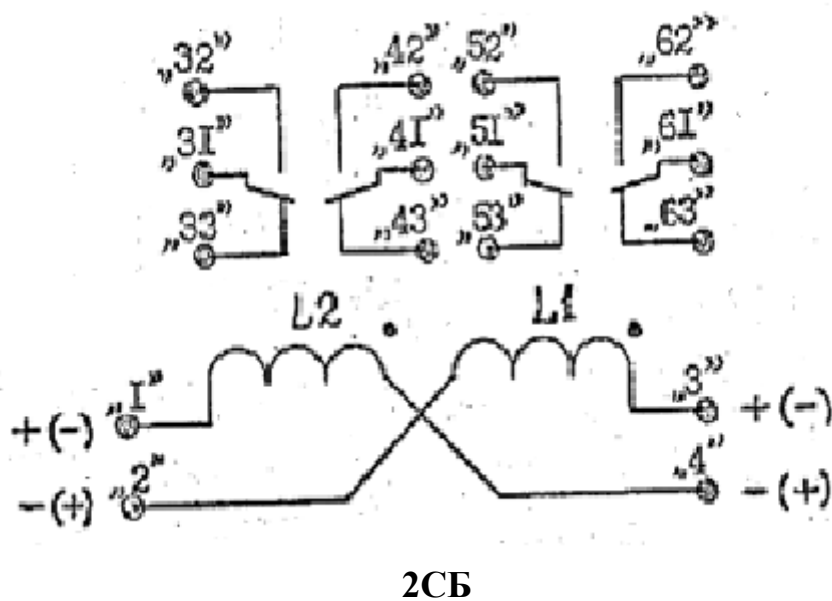 „32” „42” „52” „62”
„31” „41” „51” „61”
„33” „43” „53” „63”
L2 L1
„1” „3”
+(-) +(-)
„2” „4”
-(+) -(+)
2СБ